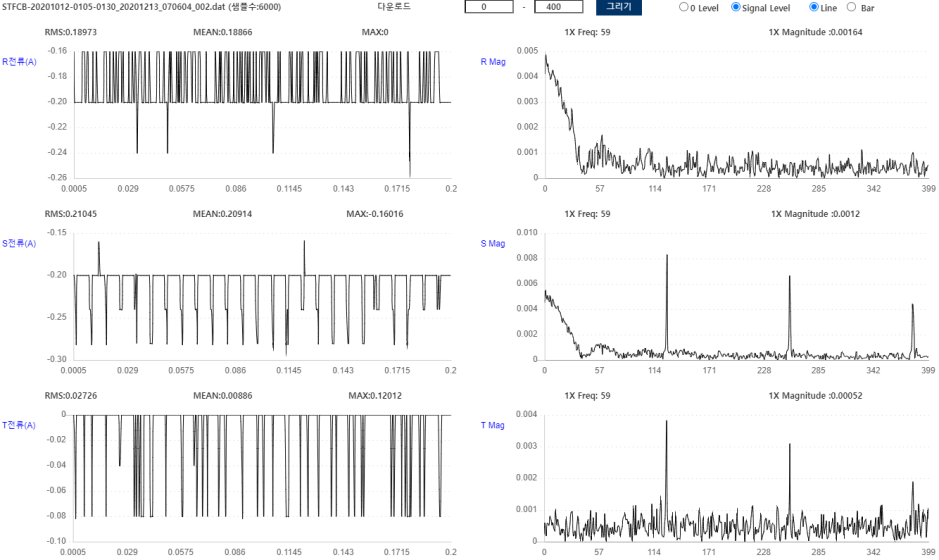 STFCB-20201012-0105-0130_20201213_070604_002.dat (샘플수:6000) 다운로드 0 - 400 그리기 0 Level Signal Level Line Bar
RMS:0.18973 MEAN:0.18866 MAX:0
R전류(A)
-0.16
-0.18
-0.20
-0.22
-0.24
-0.26
0.0005 0.029 0.0575 0.086 0.1145 0.143 0.1715 0.2
1X Freq: 59 1X Magnitude :0.00164
R Mag
0.005
0.004
0.003
0.002
0.001
0
0 57 114 171 228 285 342 399
RMS:0.21045 MEAN:0.20914 MAX:-0.16016
S전류(A)
-0.15
-0.20
-0.25
-0.30
0.0005 0.029 0.0575 0.086 0.1145 0.143 0.1715 0.2
1X Freq: 59 1X Magnitude :0.0012
S Mag
0.010
0.008
0.006
0.004
0.002
0
0 57 114 171 228 285 342 399
RMS:0.02726 MEAN:0.00886 MAX:0.12012
T전류(A)
0
-0.02
-0.04
-0.06
-0.08
-0.10
0.0005 0.029 0.0575 0.086 0.1145 0.143 0.1715 0.2
1X Freq: 59 1X Magnitude :0.00052
T Mag
0.004
0.003
0.002
0.001
0
0 57 114 171 228 285 342 399